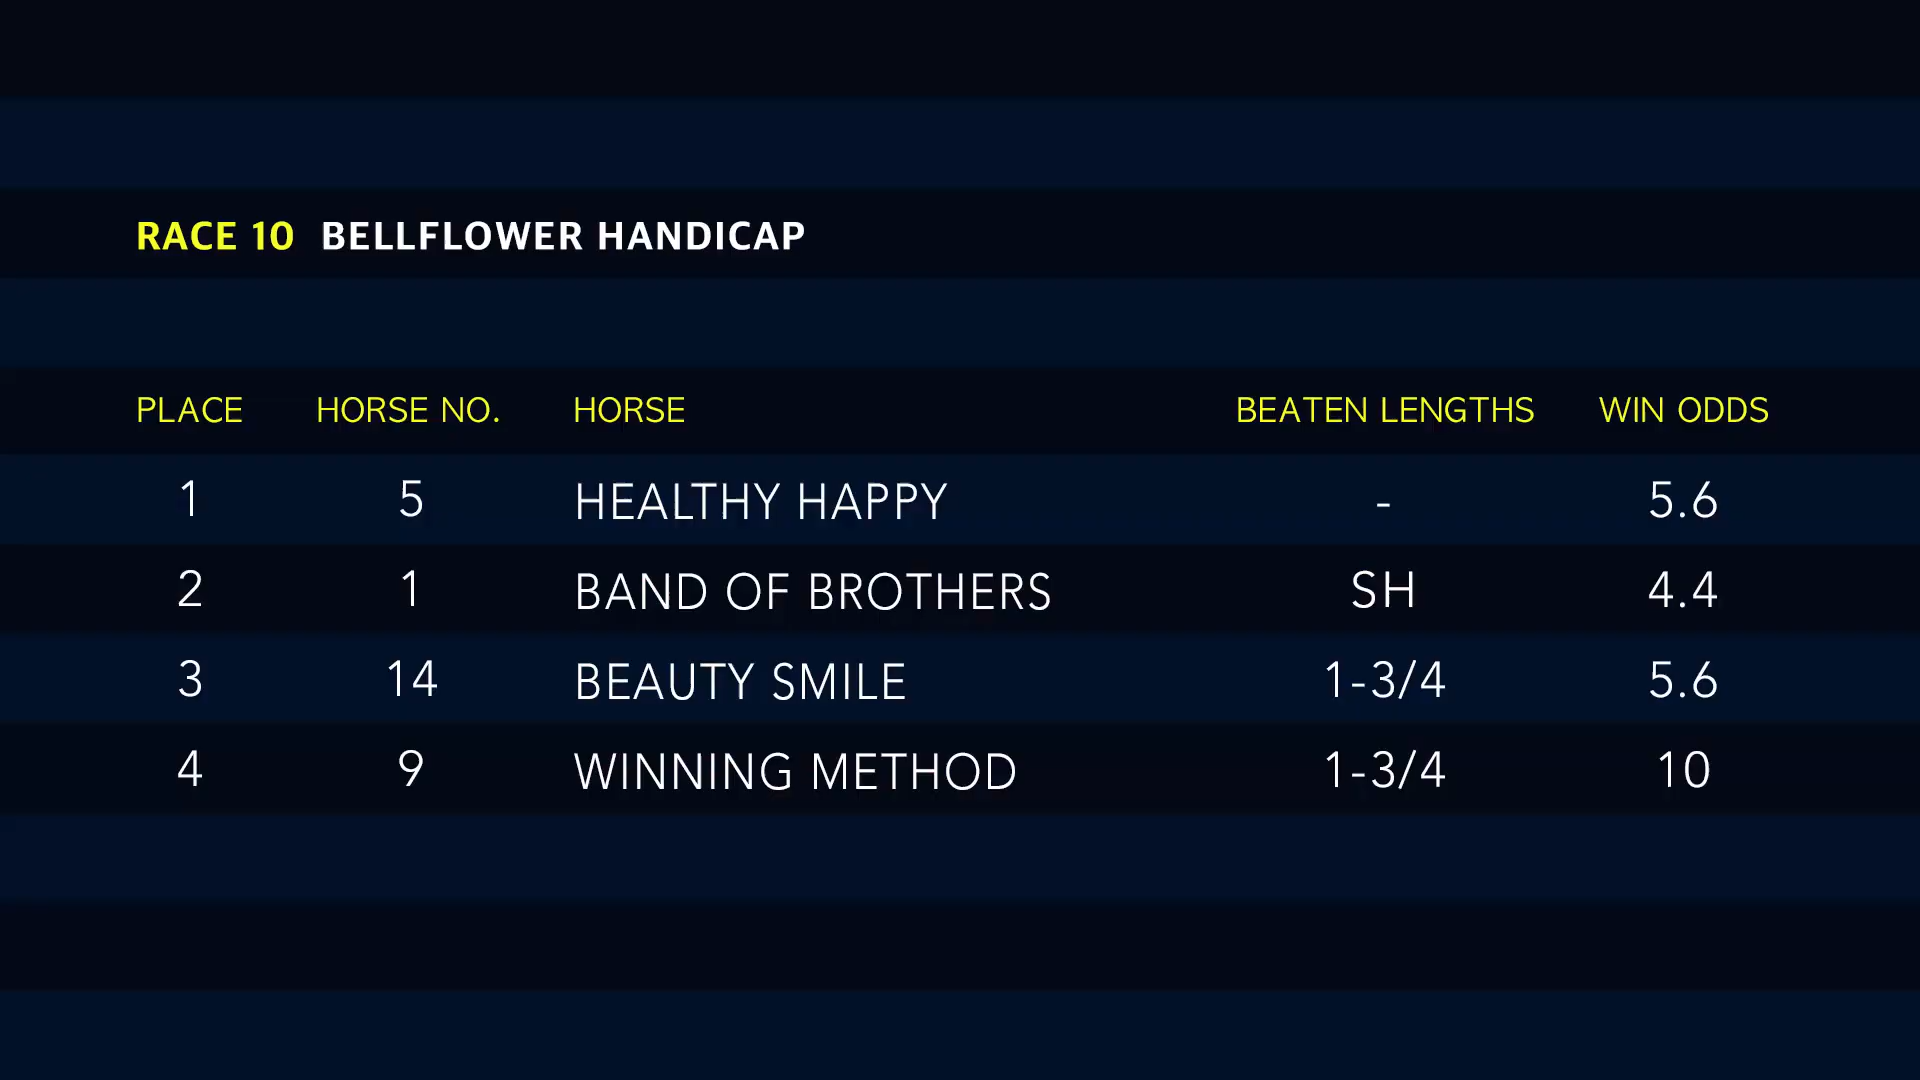 RACE 10 BELLFLOWER HANDICAP
PLACE HORSE NO. HORSE BEATEN LENGTHS WIN ODDS
1 5 HEALTHY HAPPY - 5.6
2 1 BAND OF BROTHERS SH 4.4
3 14 BEAUTY SMILE 1-3/4 5.6
4 9 WINNING METHOD 1-3/4 10